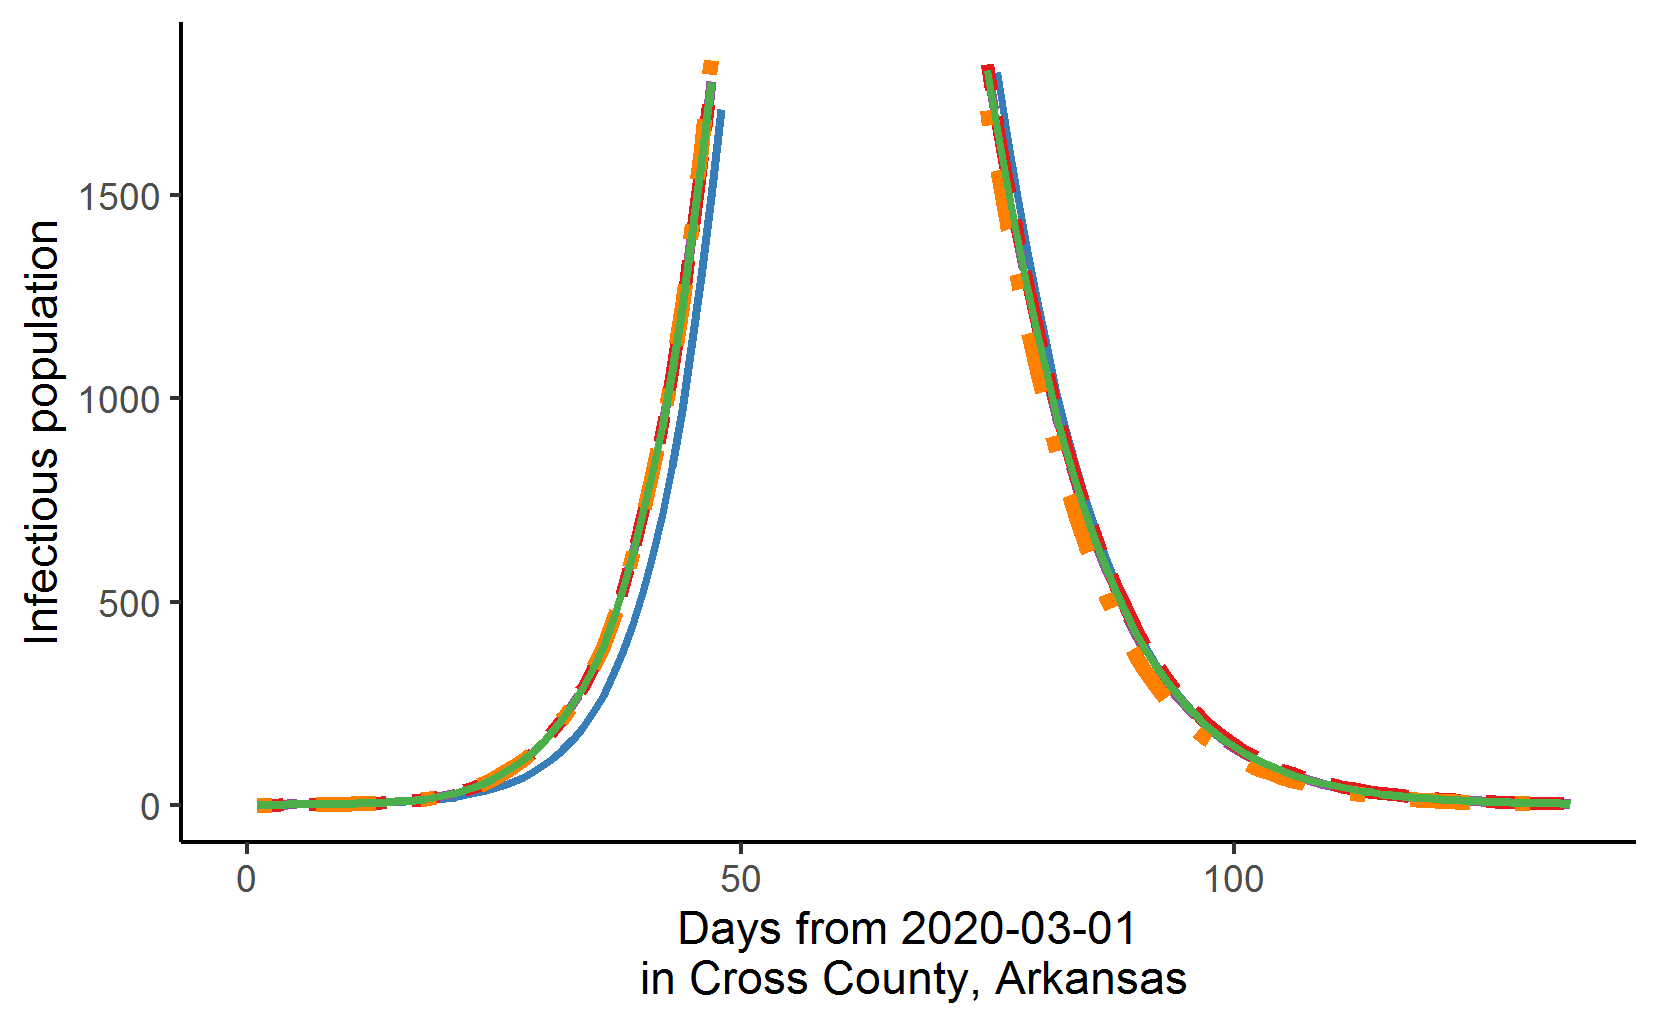 Infectious population
1500
1000
500
0
0
50
100
Days from 2020-03-01
in Cross County, Arkansas